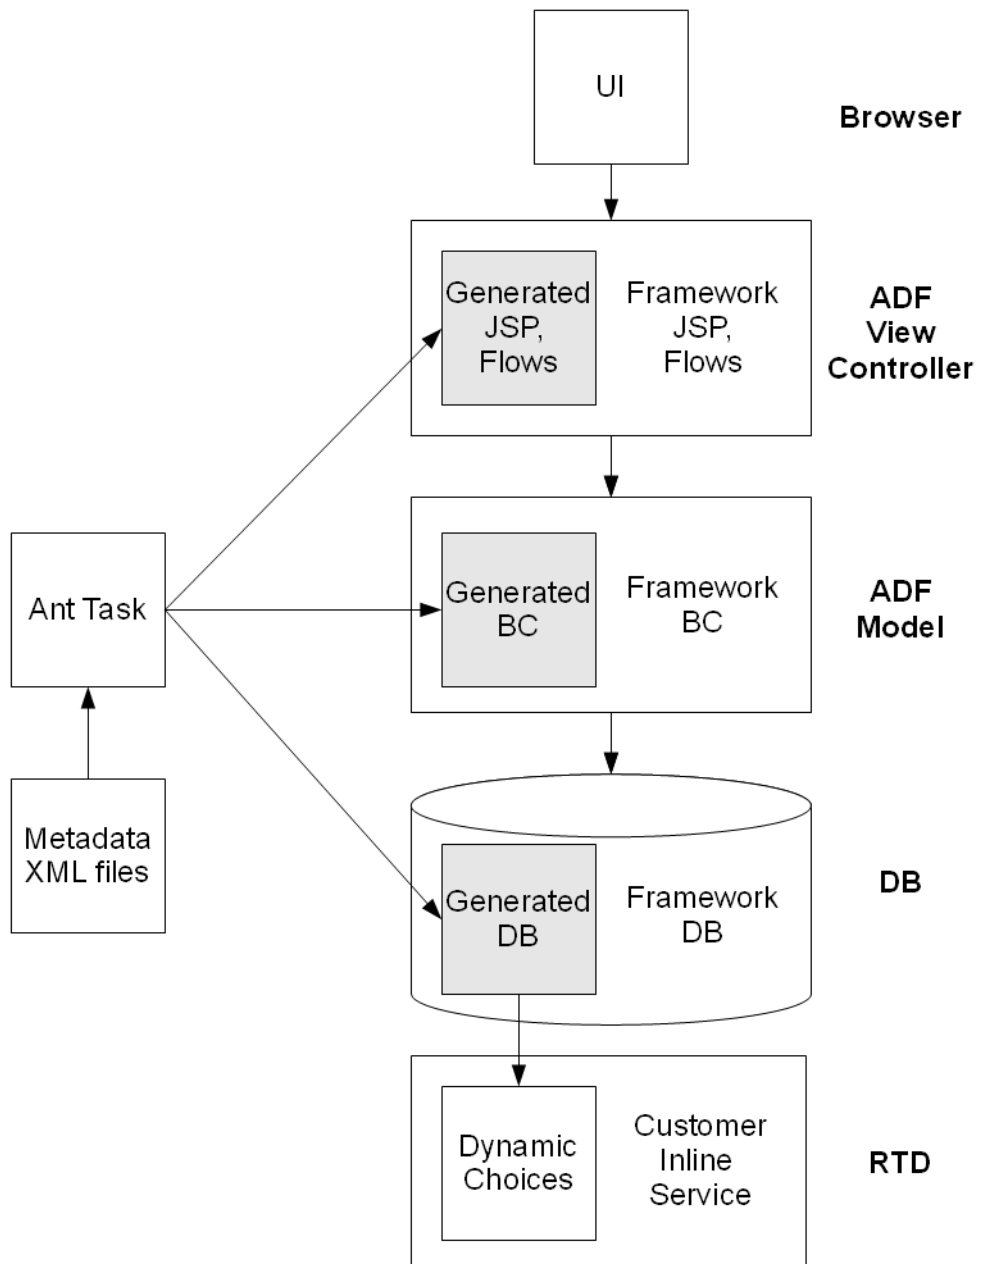 UI
Browser
Generated
JSP,
Flows
Framework
JSP,
Flows
ADF
View
Controller
Ant Task
Generated
BC
Framework
BC
ADF
Model
Metadata
XML files
Generated
DB
Framework
DB
DB
Dynamic
Choices
Customer
Inline
Service
RTD